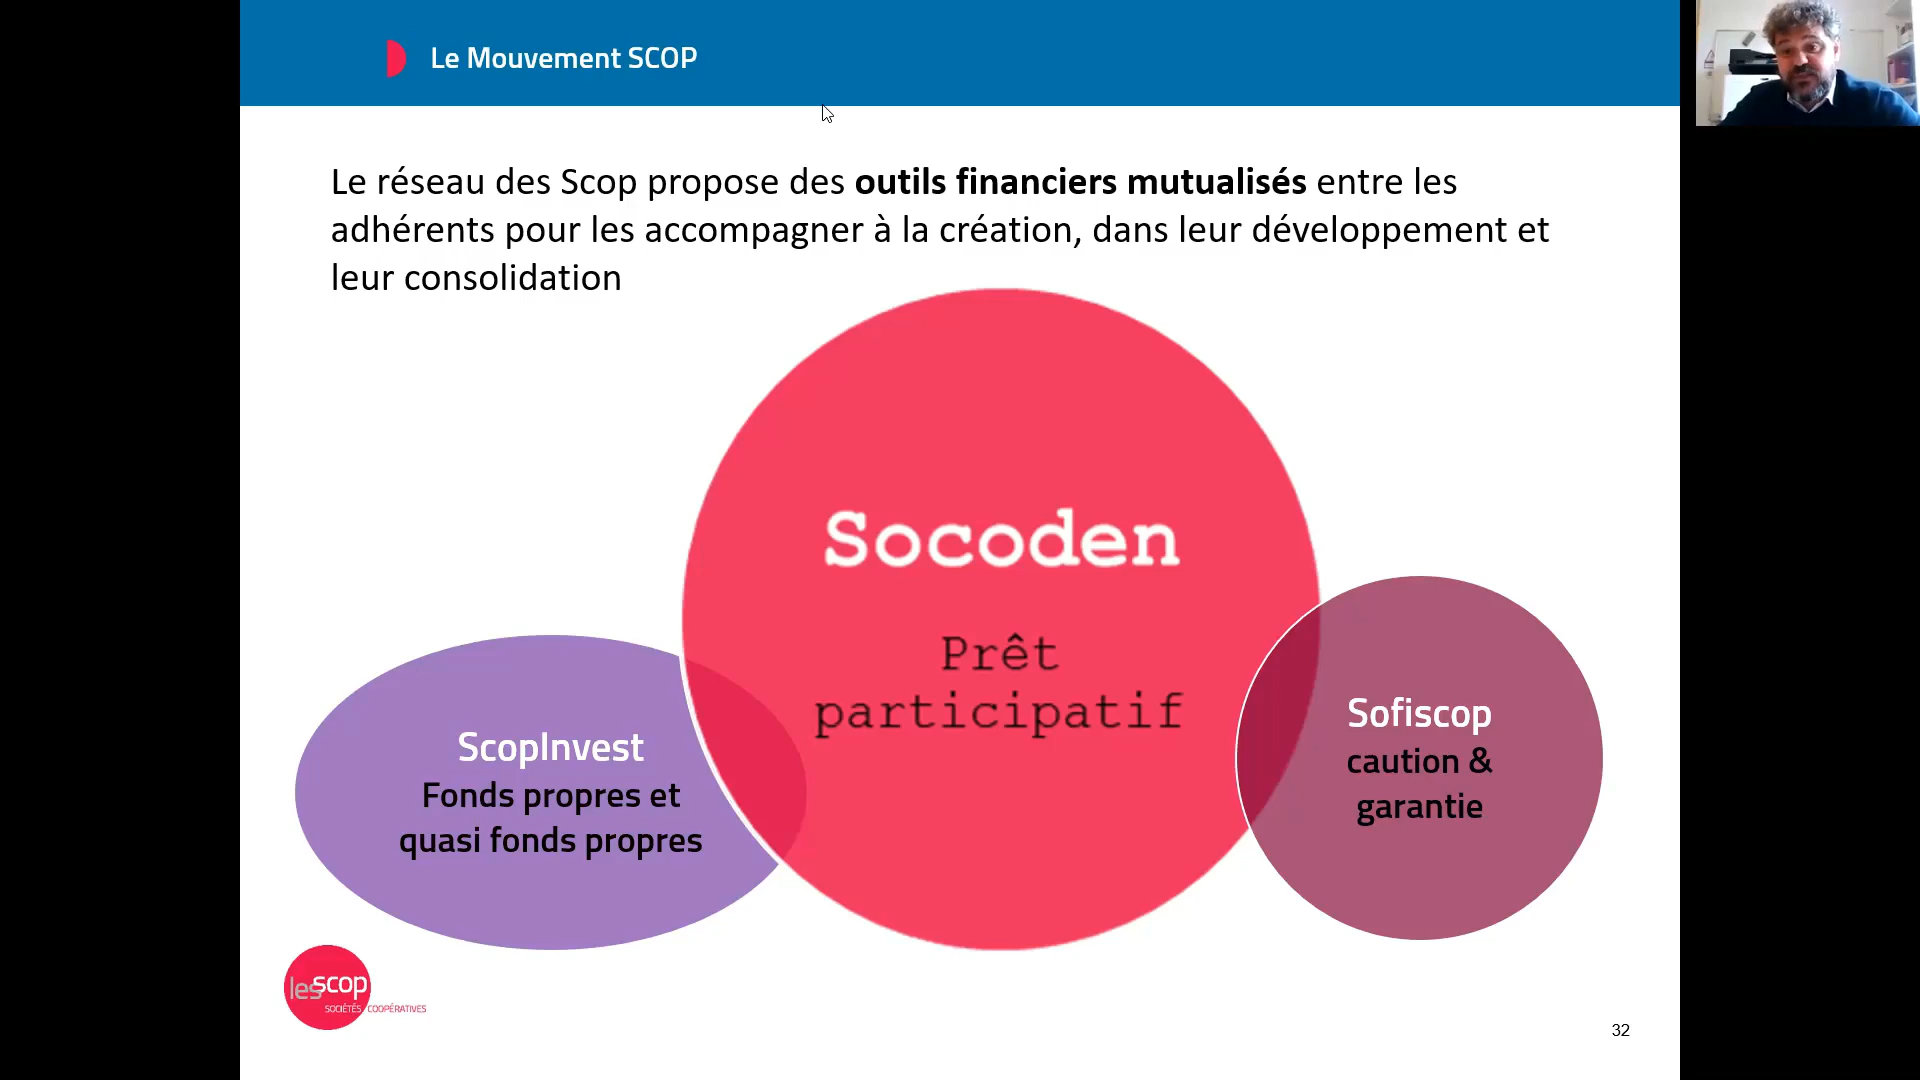 Le Mouvement SCOP
Le réseau des Scop propose des outils financiers mutualisés entre les
adhérents pour les accompagner à la création, dans leur développement et
leur consolidation
Socoden
Prêt
participatif
ScopInvest
Fonds propres et
quasi fonds propres
Sofiscop
caution &
garantie
les scop
SOCIÉTÉS COOPÉRATIVES
32